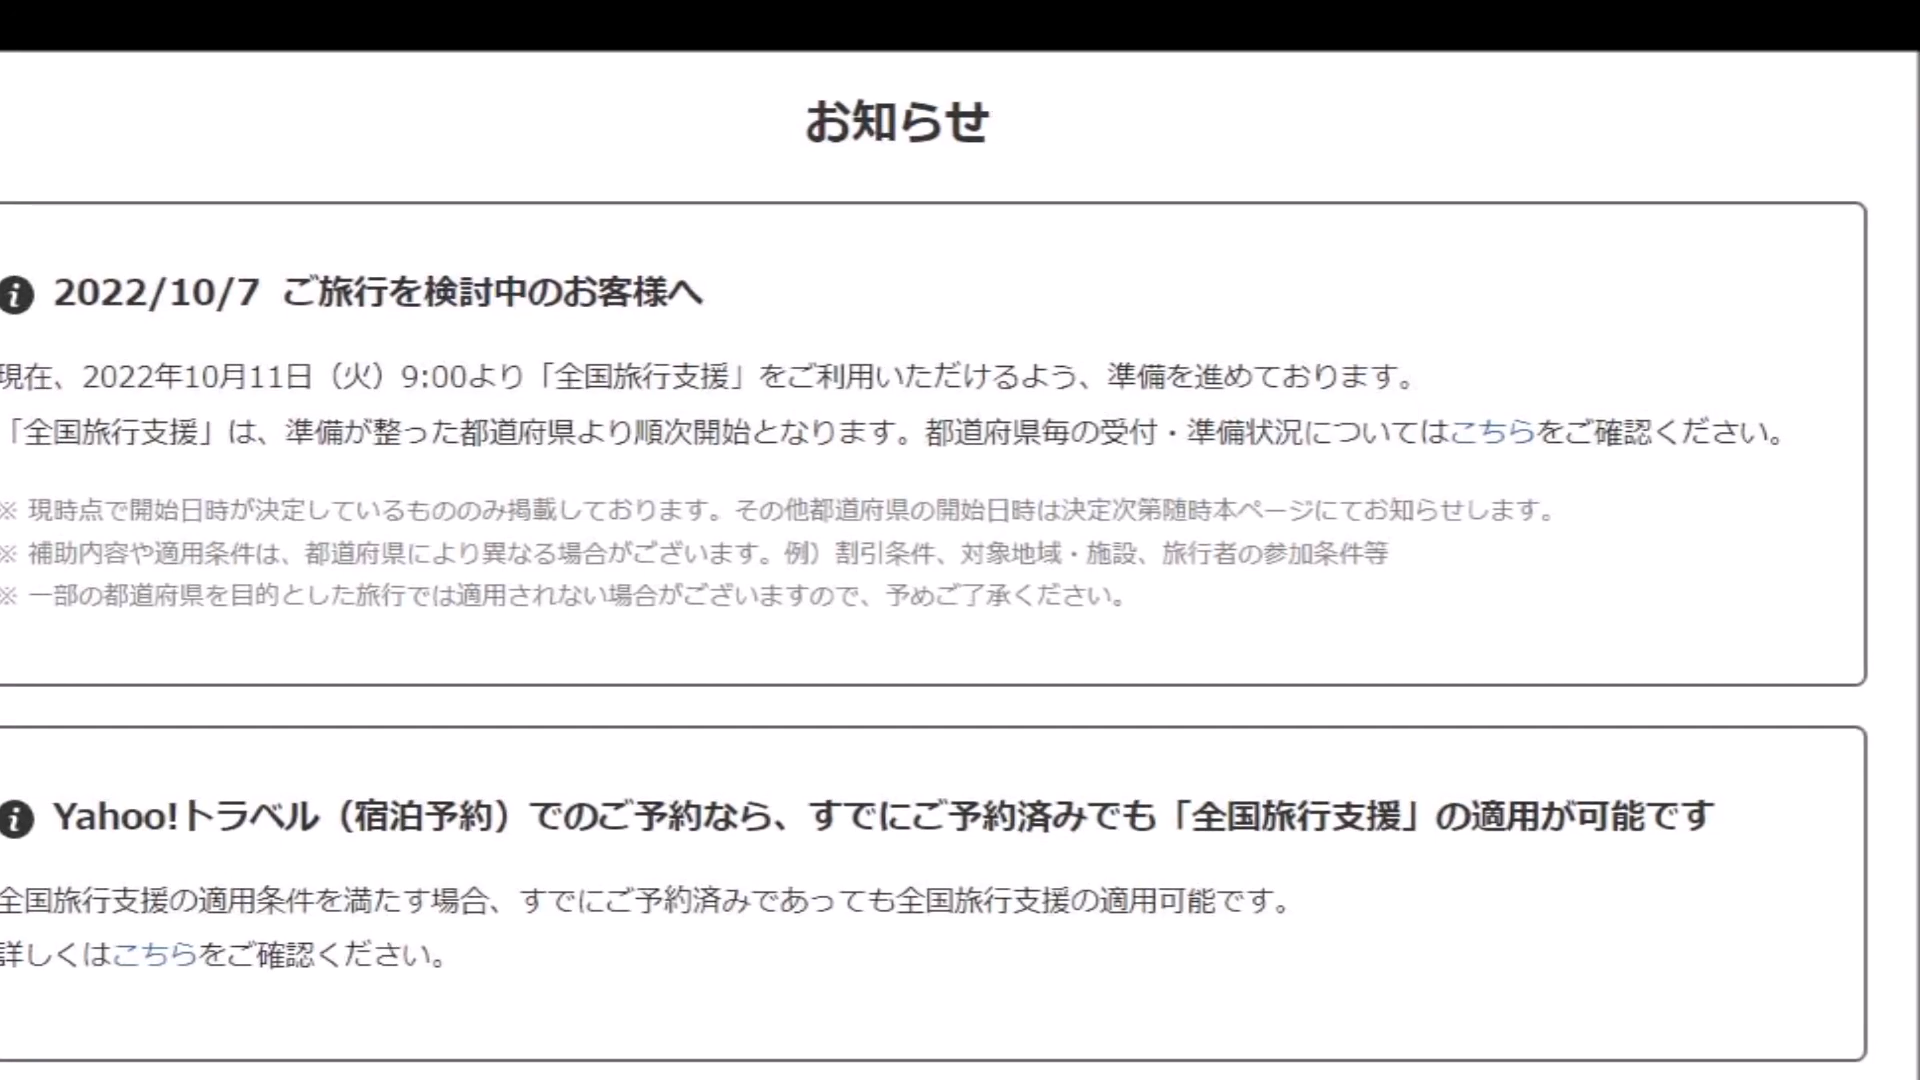 お知らせ
2022/10/7 ご旅行を検討中のお客様へ
現在、2022年10月11日（火）9:00より「全国旅行支援」をご利用いただけるよう、準備を進めております。
「全国旅行支援」は、準備が整った都道府県より順次開始となります。都道府県毎の受付・準備状況についてはこちらをご確認ください。
※ 現時点で開始日時が決定しているもののみ掲載しております。その他都道府県の開始日時は決定次第随時本ページにてお知らせします。
※ 補助内容や適用条件は、都道府県により異なる場合がございます。例）割引条件、対象地域・施設、旅行者の参加条件等
※ 一部の都道府県を目的とした旅行では適用されない場合がございますので、予めご了承ください。
Yahoo!トラベル（宿泊予約）でのご予約なら、すでにご予約済みでも「全国旅行支援」の適用が可能です
全国旅行支援の適用条件を満たす場合、すでにご予約済みであっても全国旅行支援の適用可能です。
詳しくはこちらをご確認ください。